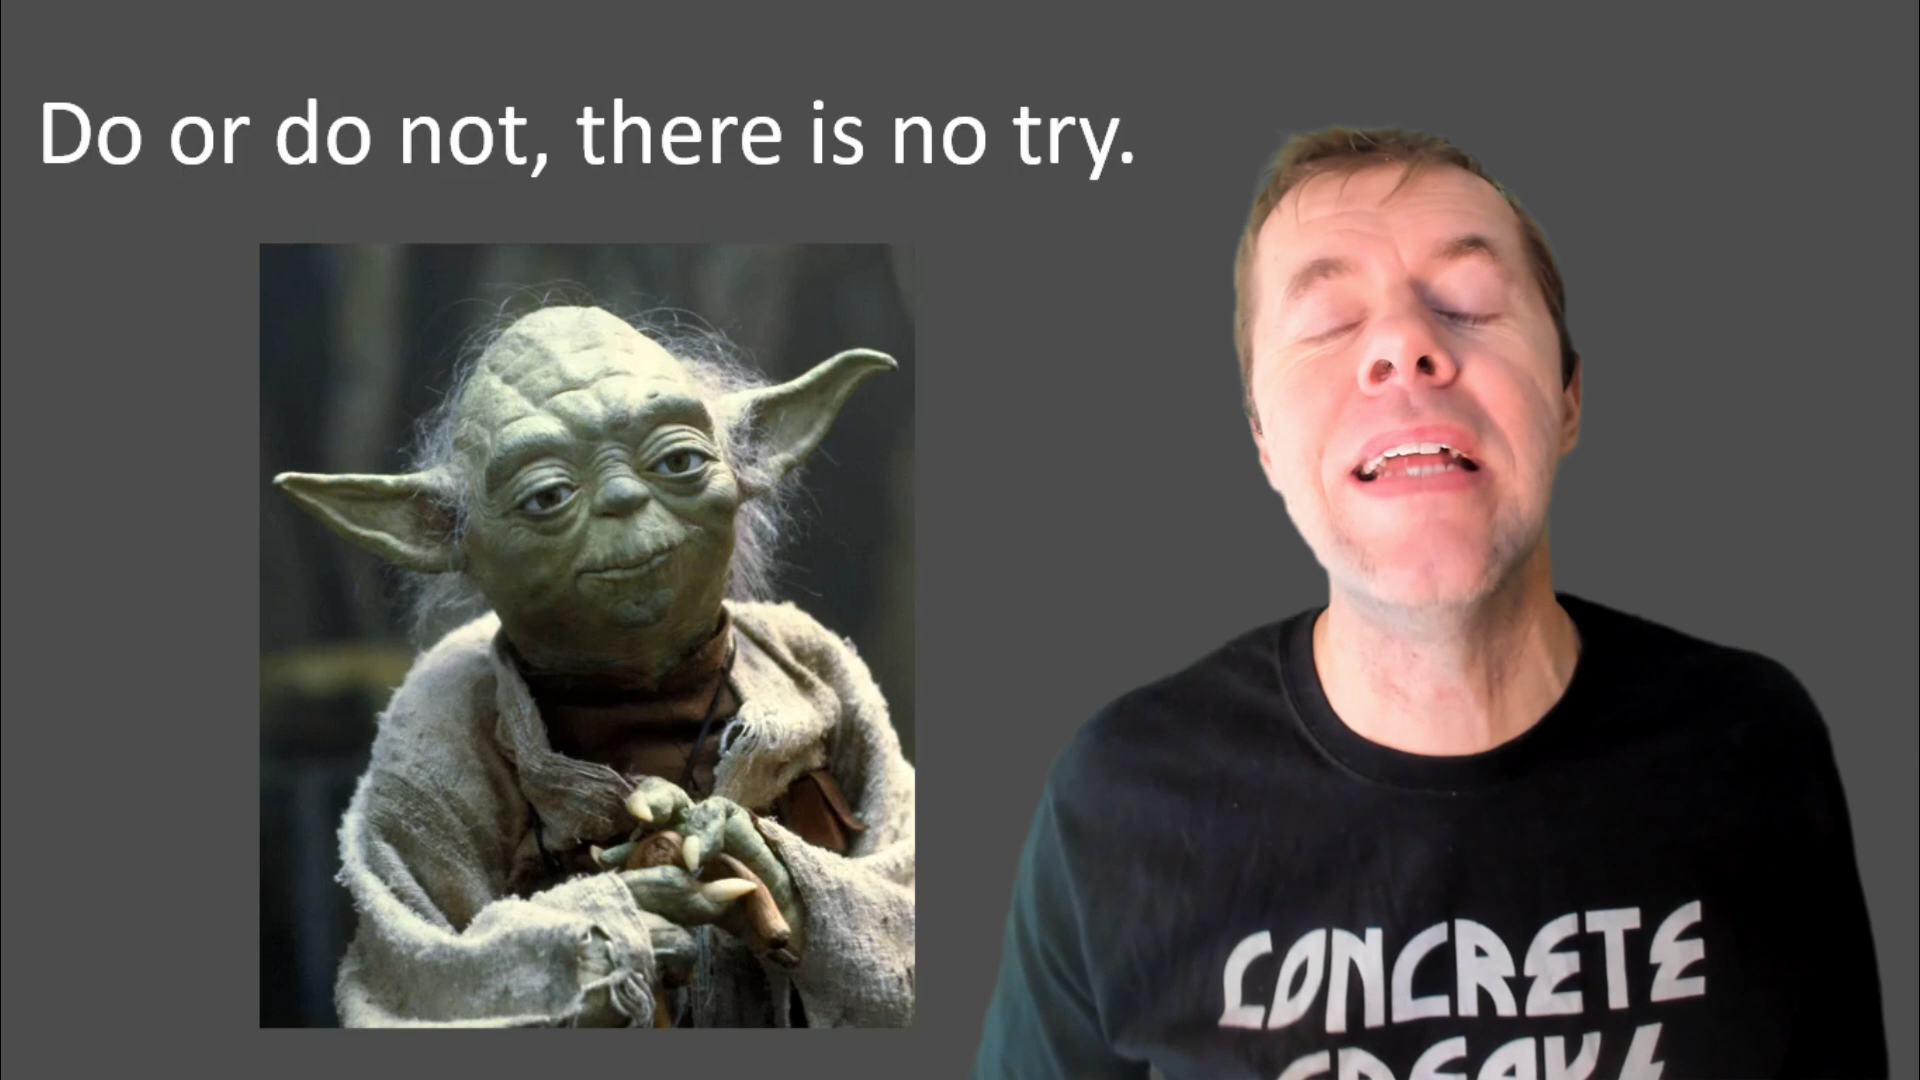 Do or do not, there is no try.
CONCRETE